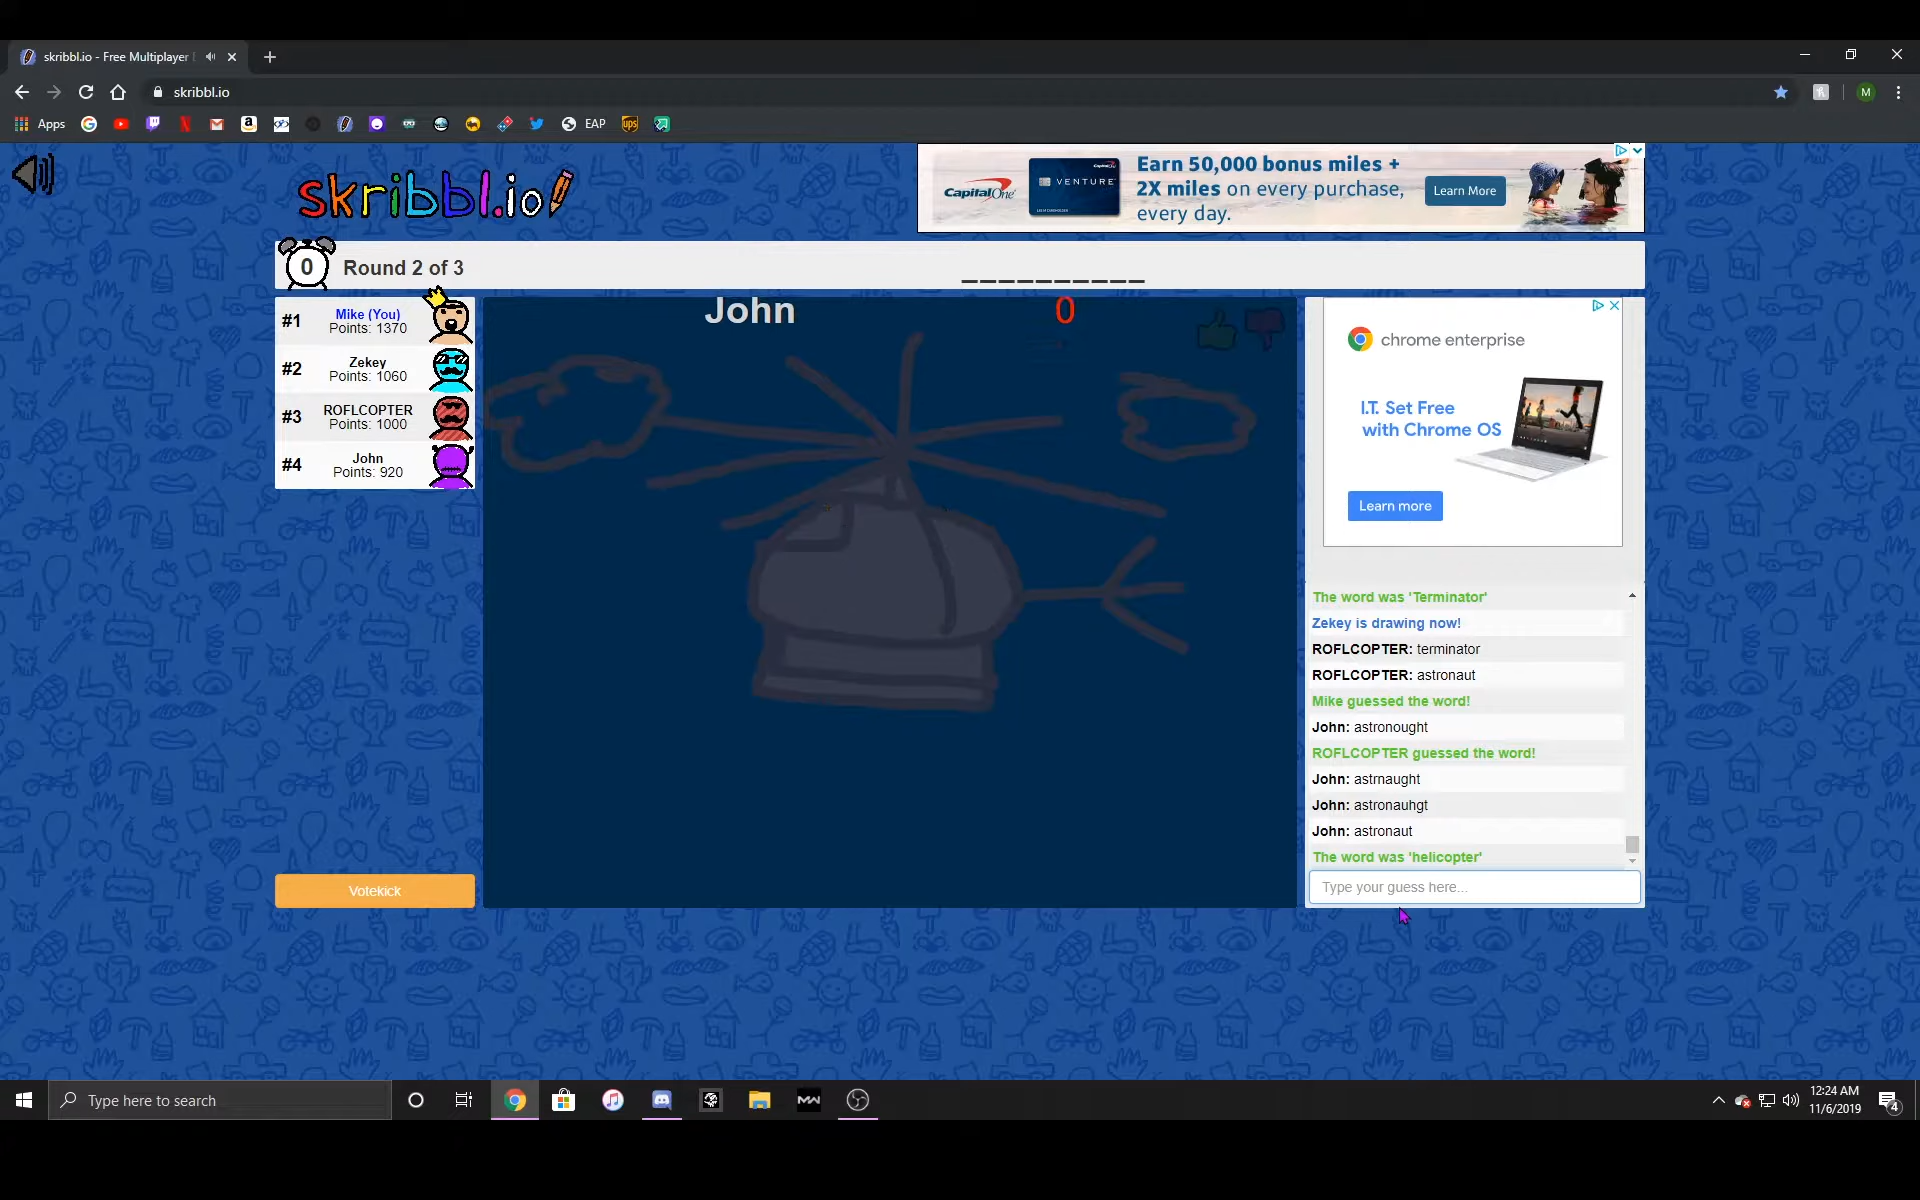 skribbl.io - Free Multiplayer
skribbl.io
M
Apps
EAP
ups
skribbl.io
CapitalOne
VENTURE
Earn 50,000 bonus miles +
2X miles on every purchase,
every day.
Learn More
0
Round 2 of 3
__________
#1
Mike (You)
Points: 1370
#2
Zekey
Points: 1060
#3
ROFLCOPTER
Points: 1000
#4
John
Points: 920
Votekick
John 0
chrome enterprise
I.T. Set Free
with Chrome OS
Learn more
The word was 'Terminator'
Zekey is drawing now!
ROFLCOPTER: terminator
ROFLCOPTER: astronaut
Mike guessed the word!
John: astronought
ROFLCOPTER guessed the word!
John: astrnaught
John: astronauhgt
John: astronaut
The word was 'helicopter'
Type your guess here...
Type here to search
12:24 AM
11/6/2019
4